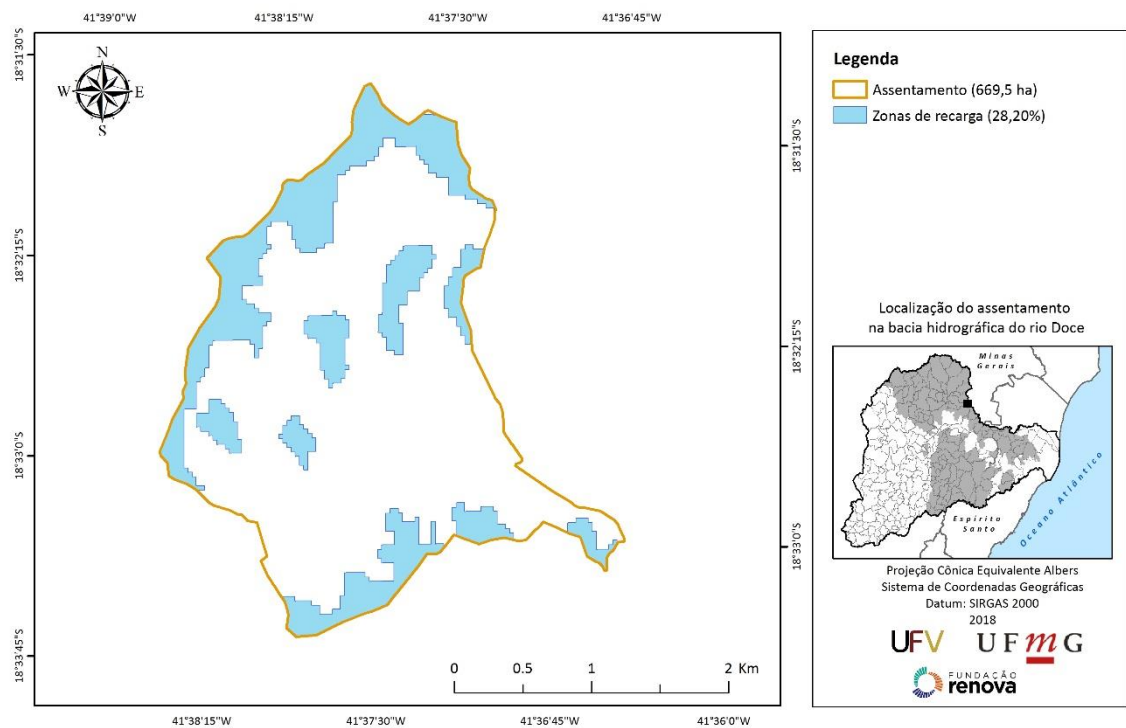 41°39'0"W
41°38'15"W
41°37'30"W
41°36'45"W
18°31'30"S
18°32'15"S
18°33'0"S
18°33'45"S
N
W
E
S
18°31'30"S
18°32'15"S
18°33'0"S
0
0.5
1
2 Km
41°38'15"W
41°37'30"W
41°36'45"W
41°36'0"W
Legenda
Assentamento (669,5 ha)
Zonas de recarga (28,20%)
Localização do assentamento
na bacia hidrográfica do rio Doce
Minas
Gerais
Espírito
Santo
Oceano Atlântico
Projeção Cônica Equivalente Albers
Sistema de Coordenadas Geográficas
Datum: SIRGAS 2000
2018
UFV
UFmG
FUNDAÇÃO
renova